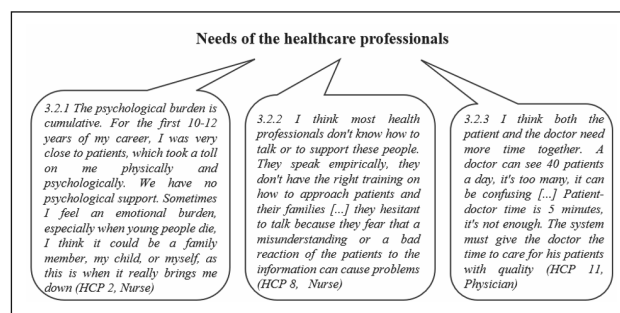 Needs of the healthcare professionals
3.2.1 The psychological burden is
cumulative. For the first 10-12
years of my career, I was very
close to patients, which took a toll
on me physically and
psychologically. We have no
psychological support. Sometimes
I feel an emotional burden,
especially when young people die,
I think it could be a family
member, my child, or myself, as
this is when it really brings me
down (HCP 2, Nurse)
3.2.2 I think most health
professionals don't know how to
talk or to support these people.
They speak empirically, they
don't have the right training on
how to approach patients and
their families [...] they hesitant
to talk because they fear that a
misunderstanding or a bad
reaction of the patients to the
information can cause problems
(HCP 8, Nurse)
3.2.3 I think both the
patient and the doctor need
more time together. A
doctor can see 40 patients
a day, it's too many, it can
be confusing [...] Patient-
doctor time is 5 minutes,
it's not enough. The system
must give the doctor the
time to care for his patients
with quality (HCP 11,
Physician)